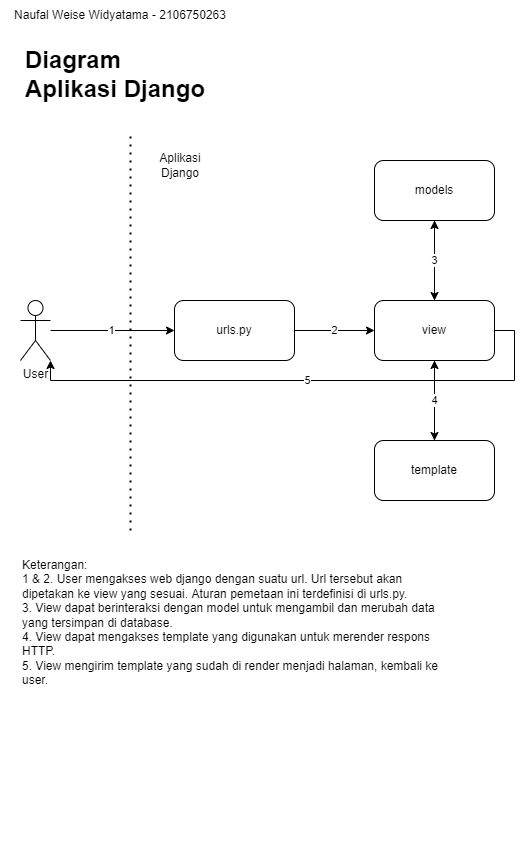 Naufal Weise Widyatama - 2106750263
Diagram
Aplikasi Django
Aplikasi
Django
models
3
1
urls.py
2
view
User
5
4
template
Keterangan:
1 & 2. User mengakses web django dengan suatu url. Url tersebut akan
dipetakan ke view yang sesuai. Aturan pemetaan ini terdefinisi di urls.py.
3. View dapat berinteraksi dengan model untuk mengambil dan merubah data
yang tersimpan di database.
4. View dapat mengakses template yang digunakan untuk merender respons
HTTP.
5. View mengirim template yang sudah di render menjadi halaman, kembali ke
user.